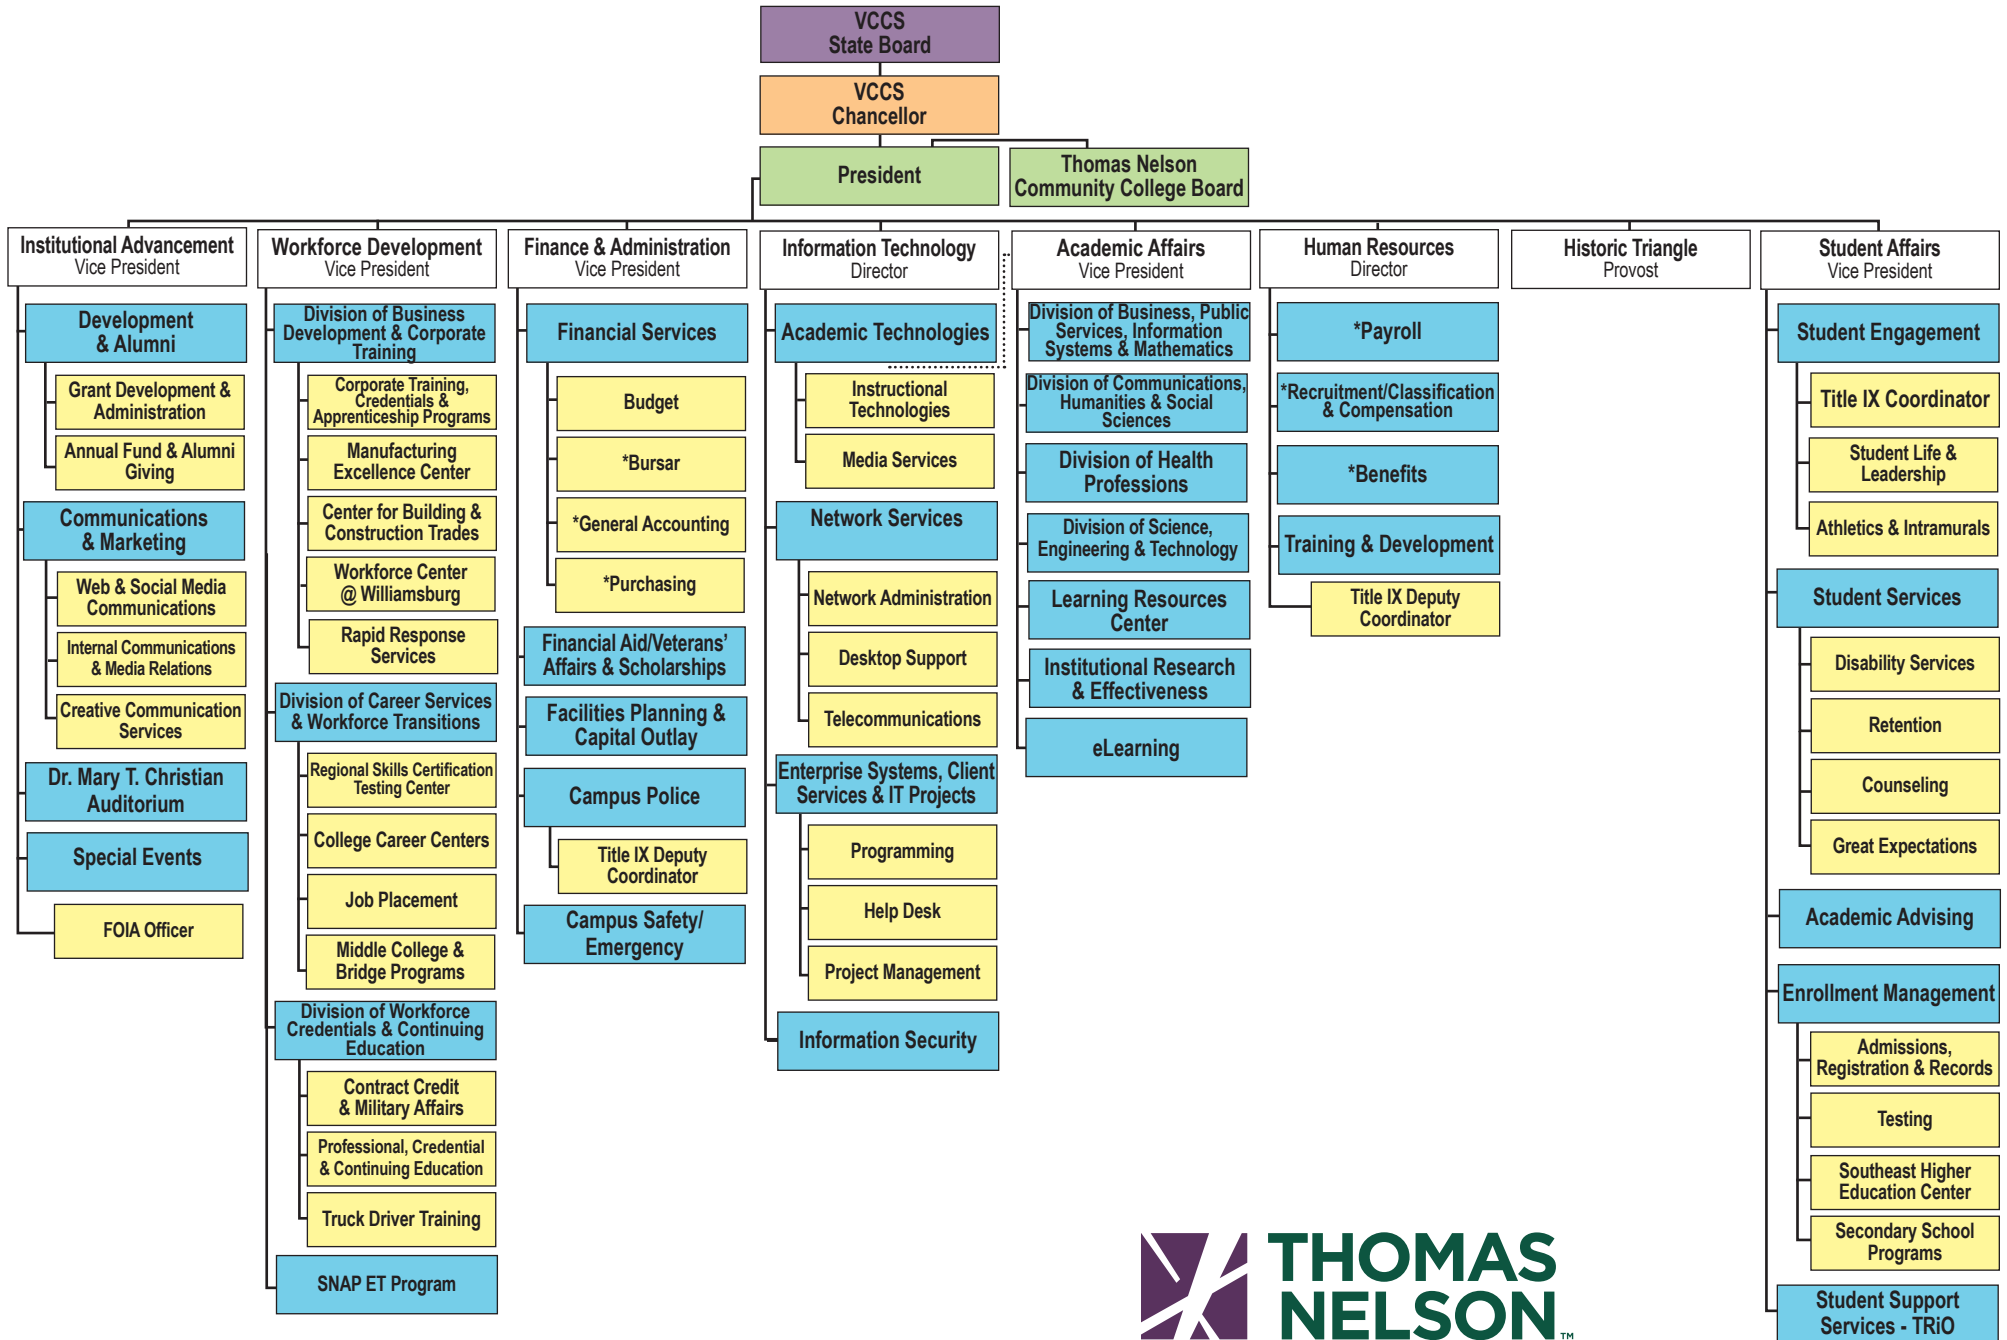 VCCS
State Board
VCCS
Chancellor
President
Thomas Nelson
Community College Board
Institutional Advancement
Vice President
Development
& Alumni
Grant Development &
Administration
Annual Fund & Alumni
Giving
Communications
& Marketing
Web & Social Media
Communications
Internal Communications
& Media Relations
Creative Communication
Services
Dr. Mary T. Christian
Auditorium
Special Events
FOIA Officer
Workforce Development
Vice President
Division of Business
Development & Corporate
Training
Corporate Training,
Credentials &
Apprenticeship Programs
Manufacturing
Excellence Center
Center for Building &
Construction Trades
Workforce Center
@ Williamsburg
Rapid Response
Services
Division of Career Services
& Workforce Transitions
Regional Skills Certification
Testing Center
College Career Centers
Job Placement
Middle College &
Bridge Programs
Division of Workforce
Credentials & Continuing
Education
Contract Credit
& Military Affairs
Professional, Credential
& Continuing Education
Truck Driver Training
SNAP ET Program
Finance & Administration
Vice President
Financial Services
Budget
*Bursar
*General Accounting
*Purchasing
Financial Aid/Veterans’
Affairs & Scholarships
Facilities Planning &
Capital Outlay
Campus Police
Title IX Deputy
Coordinator
Campus Safety/
Emergency
Information Technology
Director
Academic Technologies
Instructional
Technologies
Media Services
Network Services
Network Administration
Desktop Support
Telecommunications
Enterprise Systems, Client
Services & IT Projects
Programming
Help Desk
Project Management
Information Security
Academic Affairs
Vice President
Division of Business, Public
Services, Information
Systems & Mathematics
Division of Communications,
Humanities & Social
Sciences
Division of Health
Professions
Division of Science,
Engineering & Technology
Learning Resources
Center
Institutional Research
& Effectiveness
eLearning
Human Resources
Director
*Payroll
*Recruitment/Classification
& Compensation
*Benefits
Training & Development
Title IX Deputy
Coordinator
Historic Triangle
Provost
Student Affairs
Vice President
Student Engagement
Title IX Coordinator
Student Life &
Leadership
Athletics & Intramurals
Student Services
Disability Services
Retention
Counseling
Great Expectations
Academic Advising
Enrollment Management
Admissions,
Registration & Records
Testing
Southeast Higher
Education Center
Secondary School
Programs
Student Support
Services - TRiO
THOMAS
NELSON™